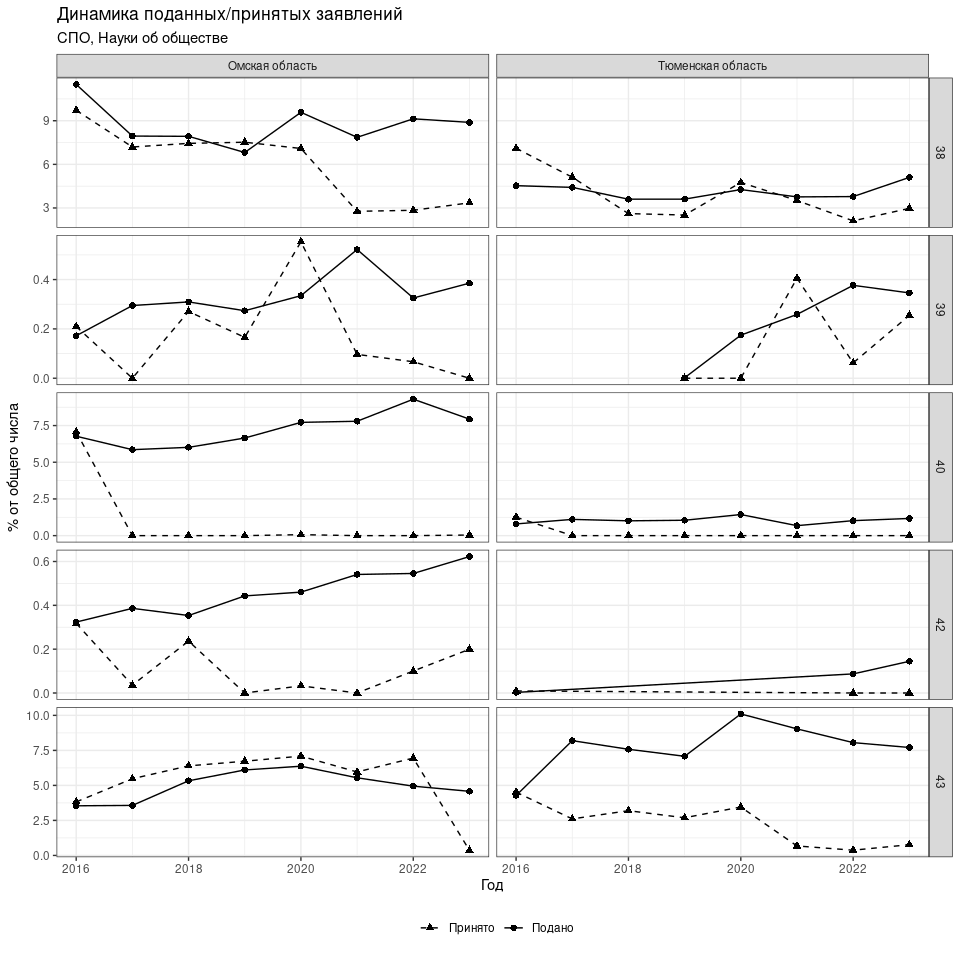 Динамика поданных/принятых заявлений
СПО, Науки об обществе
Омская область
Тюменская область
9
6
3
38
0.4
0.2
0.0
39
7.5
5.0
2.5
0.0
40
0.6
0.4
0.2
0.0
42
10.0
7.5
5.0
2.5
0.0
43
% от общего числа
2016 2018 2020 2022
2016 2018 2020 2022
Год
Принято Подано